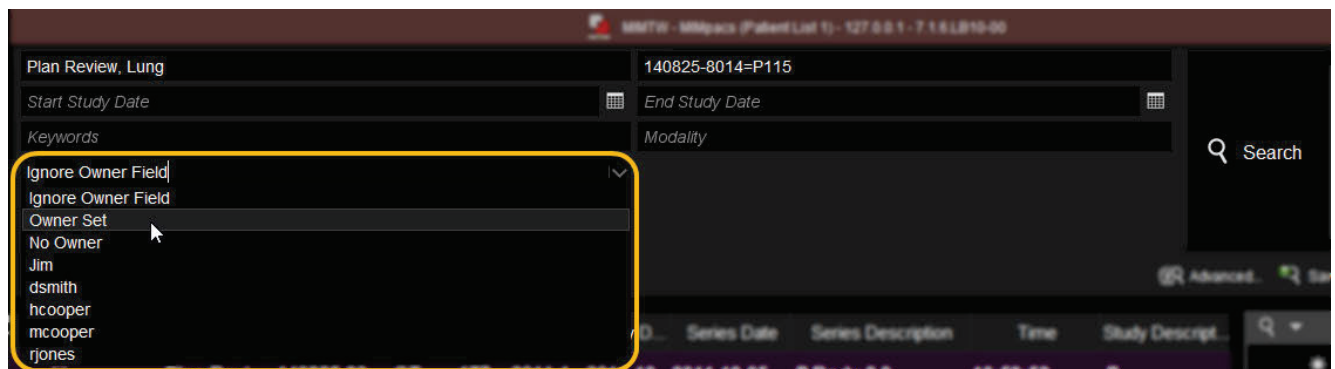 MIMTW - MIMpacs (Patient List 1) - 127.0.0.1 - 7.1.6.LB10-00
Plan Review, Lung 140825-8014=P115
Start Study Date End Study Date
Keywords Modality
Search
Ignore Owner Field
Ignore Owner Field
Owner Set
No Owner
Jim
dsmith
hcooper
mcooper
rjones
Advanced...
Series Date Series Description Time Study Descript...